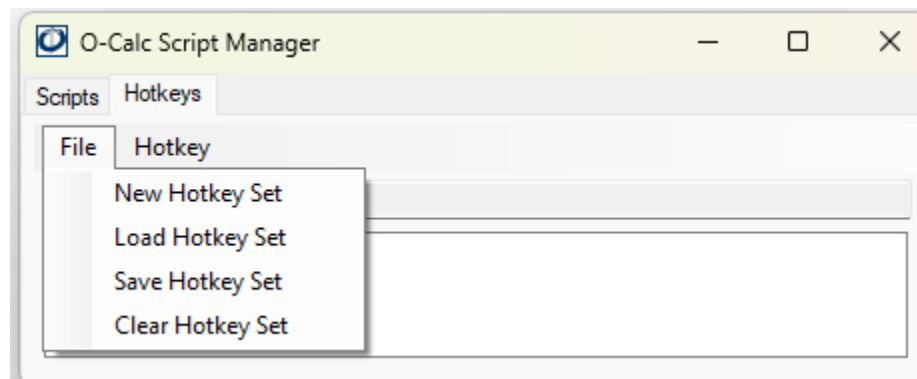 O-Calc Script Manager
Scripts Hotkeys
File Hotkey
New Hotkey Set
Load Hotkey Set
Save Hotkey Set
Clear Hotkey Set